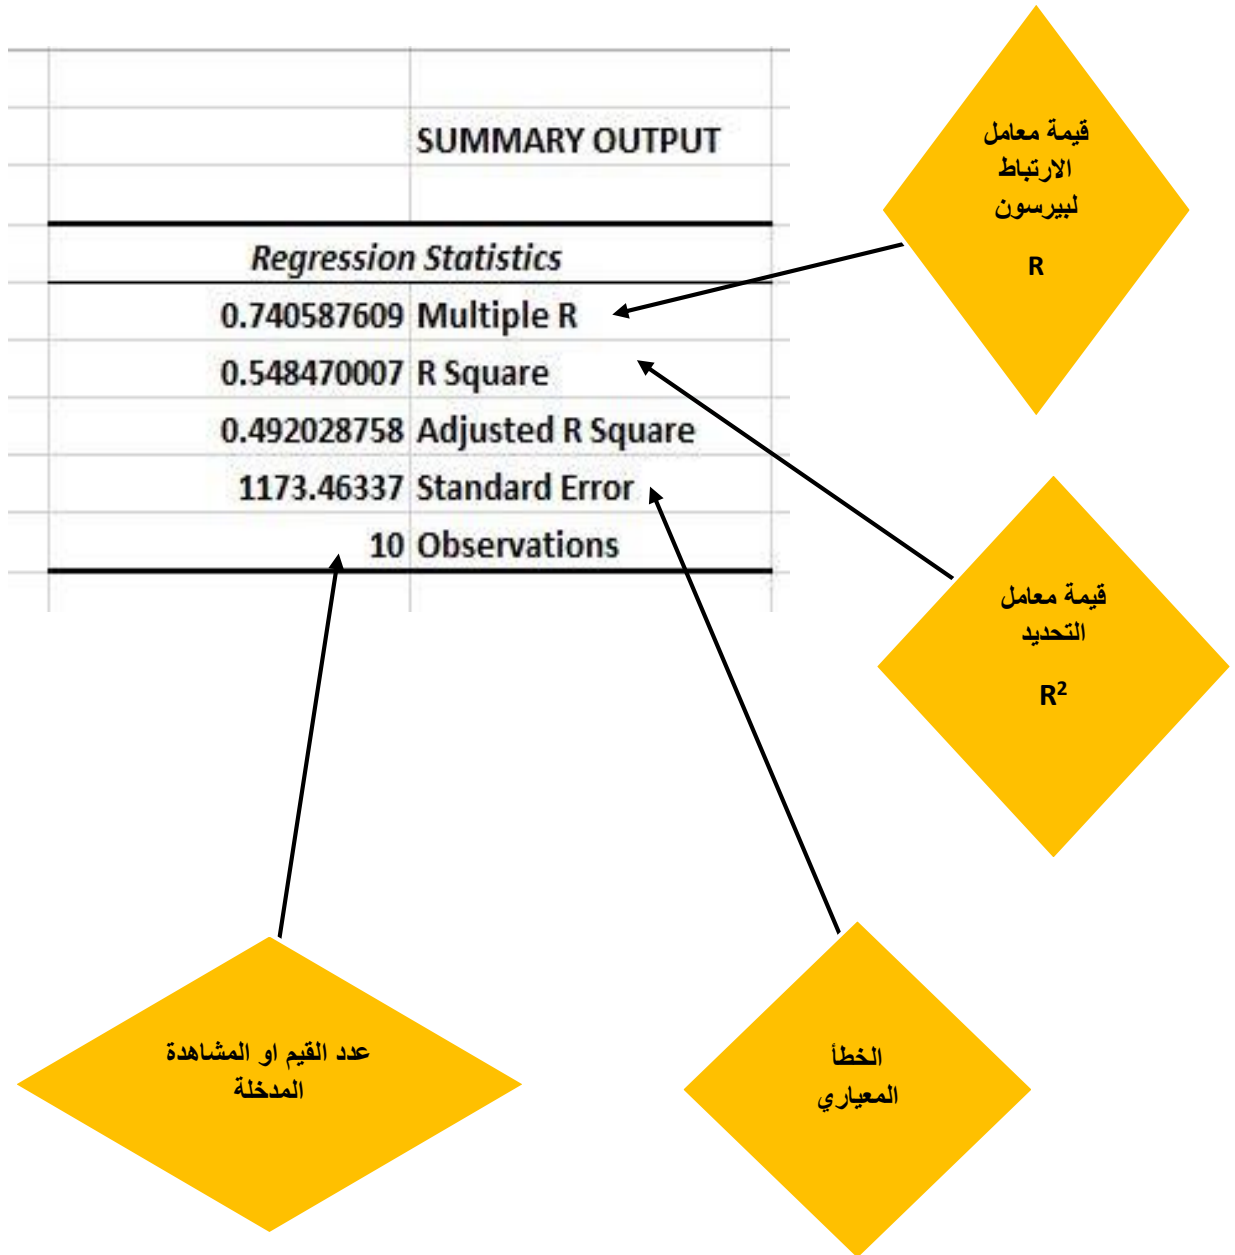 SUMMARY OUTPUT
Regression Statistics
0.740587609 Multiple R
0.548470007 R Square
0.492028758 Adjusted R Square
1173.46337 Standard Error
10 Observations
قيمة معامل
الارتباط
لبيرسون
R
قيمة معامل
التحديد
R²
عدد القيم او المشاهدة
المدخلة
الخطأ
المعياري